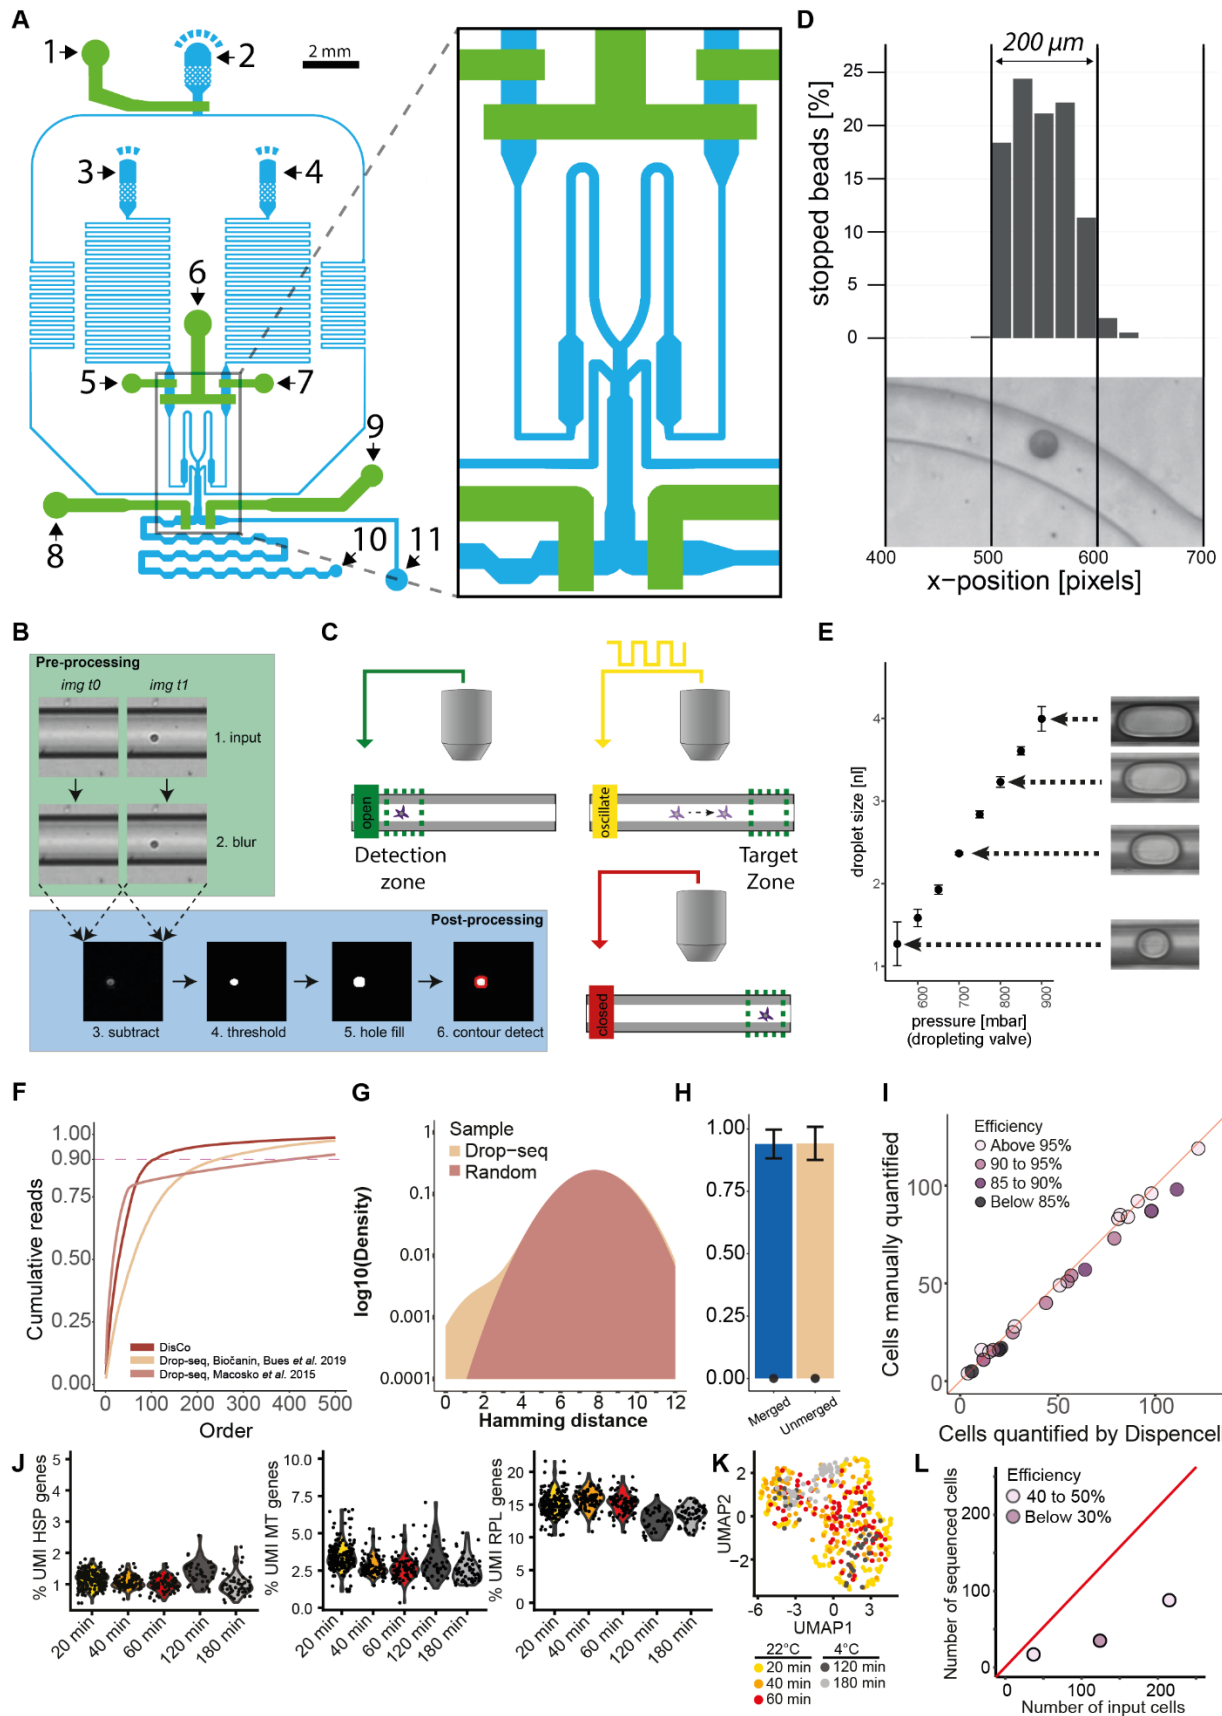 A
1
2
2 mm
3
4
6
5
7
9
8
10
11
D
200 µm
stopped beads [%]
25
20
15
10
5
0
400
500
600
700
x−position [pixels]
B
Pre-processing
img t0
img t1
1. input
2. blur
Post-processing
3. subtract
4. threshold
5. hole fill
6. contour detect
C
open
Detection
zone
oscillate
Target
Zone
closed
E
droplet size [nl]
4
3
2
1
600
700
800
900
pressure [mbar]
(dropleting valve)
F
Cumulative reads
1.00
0.90
0.75
0.50
0.25
0.00
DisCo
Drop-seq, Biočanin, Bues et al. 2019
Drop-seq, Macosko et al. 2015
0 100 200 300 400 500
Order
G
log10(Density)
1
0.1
0.01
0.001
0.0001
Sample
Drop−seq
Random
0 2 4 6 8 10 12
Hamming distance
H
1.00
0.75
0.50
0.25
0.00
Merged
Unmerged
I
Cells manually quantified
Efficiency
Above 95%
90 to 95%
85 to 90%
Below 85%
100
50
0
0 50 100
Cells quantified by Dispencell
J
% UMI HSP genes
5
4
3
2
1
20 min
40 min
60 min
120 min
180 min
% UMI MT genes
10.0
7.5
5.0
2.5
0.0
20 min
40 min
60 min
120 min
180 min
% UMI RPL genes
20
15
10
5
0
20 min
40 min
60 min
120 min
180 min
K
UMAP2
2
0
−2
-6 -3 0 3
UMAP1
22°C 4°C
20 min 120 min
40 min 180 min
60 min
L
Number of sequenced cells
Efficiency
40 to 50%
Below 30%
200
100
0
0 100 200
Number of input cells